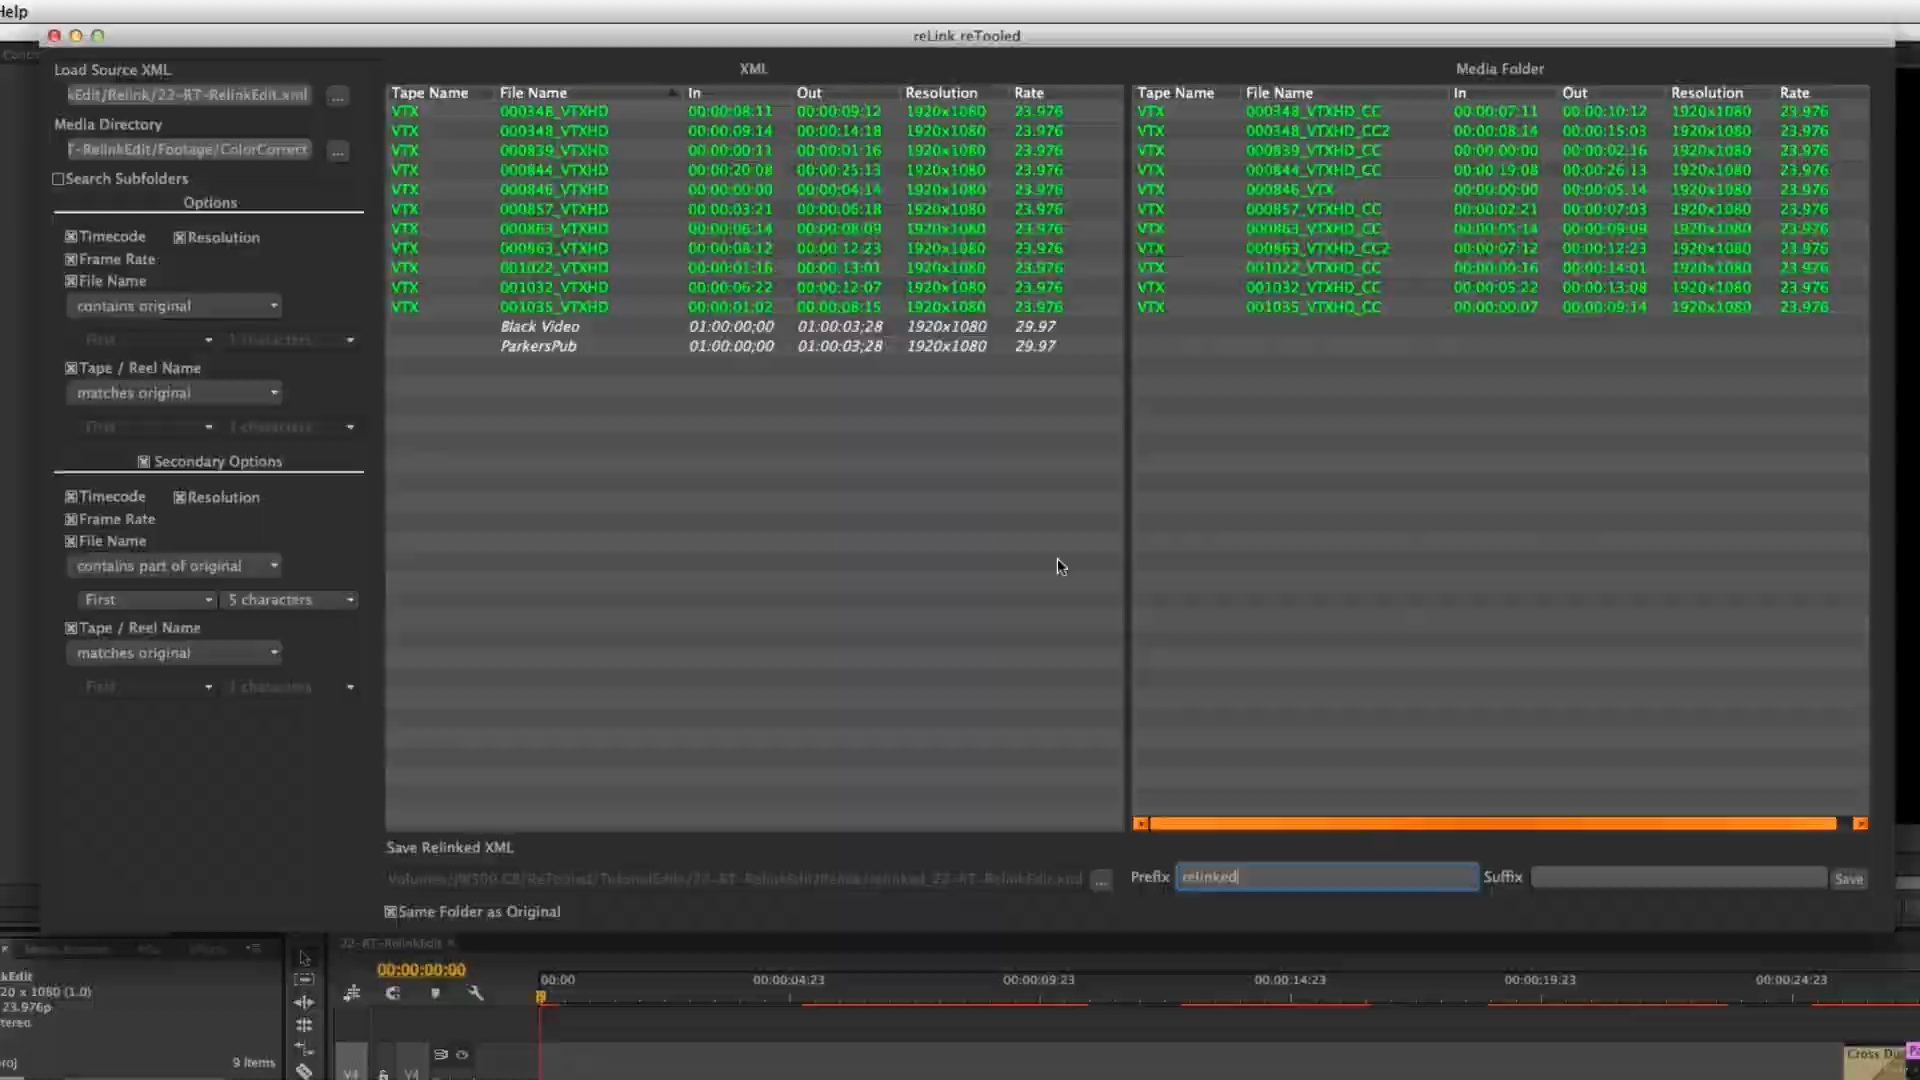 Help
reLink reTooled
Load Source XML
kEdit/Relink/22-RT-RelinkEdit.xml ...
Media Directory
T-RelinkEdit/Footage/ColorCorrect ...
Search Subfolders
Options
Timecode Resolution
Frame Rate
File Name
contains original
First 1 characters
Tape / Reel Name
matches original
First 1 characters
Secondary Options
Timecode Resolution
Frame Rate
File Name
contains part of original
First 5 characters
Tape / Reel Name
matches original
First 1 characters
XML
Tape Name File Name In Out Resolution Rate
VTX 000348_VTXHD 00:00:08:11 00:00:09:12 1920x1080 23.976
VTX 000348_VTXHD 00:00:09:14 00:00:14:18 1920x1080 23.976
VTX 000839_VTXHD 00:00:00:11 00:00:01:16 1920x1080 23.976
VTX 000844_VTXHD 00:00:20:08 00:00:25:13 1920x1080 23.976
VTX 000846_VTXHD 00:00:00:00 00:00:04:14 1920x1080 23.976
VTX 000857_VTXHD 00:00:03:21 00:00:06:18 1920x1080 23.976
VTX 000863_VTXHD 00:00:06:14 00:00:08:09 1920x1080 23.976
VTX 000863_VTXHD 00:00:08:12 00:00:12:23 1920x1080 23.976
VTX 001022_VTXHD 00:00:01:16 00:00:13:01 1920x1080 23.976
VTX 001032_VTXHD 00:00:06:22 00:00:12:07 1920x1080 23.976
VTX 001035_VTXHD 00:00:01:02 00:00:08:15 1920x1080 23.976
Black Video 01:00:00;00 01:00:03;28 1920x1080 29.97
ParkersPub 01:00:00;00 01:00:03;28 1920x1080 29.97
Media Folder
Tape Name File Name In Out Resolution Rate
VTX 000348_VTXHD_CC 00:00:07:11 00:00:10:12 1920x1080 23.976
VTX 000348_VTXHD_CC2 00:00:08:14 00:00:15:03 1920x1080 23.976
VTX 000839_VTXHD_CC 00:00:00:00 00:00:02:16 1920x1080 23.976
VTX 000844_VTXHD_CC 00:00:19:08 00:00:26:13 1920x1080 23.976
VTX 000846_VTX 00:00:00:00 00:00:05:14 1920x1080 23.976
VTX 000857_VTXHD_CC 00:00:02:21 00:00:07:03 1920x1080 23.976
VTX 000863_VTXHD_CC 00:00:05:14 00:00:09:09 1920x1080 23.976
VTX 000863_VTXHD_CC2 00:00:07:12 00:00:12:23 1920x1080 23.976
VTX 001022_VTXHD_CC 00:00:00:16 00:00:14:01 1920x1080 23.976
VTX 001032_VTXHD_CC 00:00:05:22 00:00:13:08 1920x1080 23.976
VTX 001035_VTXHD_CC 00:00:00:07 00:00:09:14 1920x1080 23.976
Save Relinked XML
... Prefix relinked Suffix Save
Same Folder as Original
22-RT-RelinkEdit
kEdit
20 x 1080 (1.0)
23.976p
tereo
roj 9 Items
00:00:00:00
00:00 00:00:04:23 00:00:09:23 00:00:14:23 00:00:19:23 00:00:24:23
V4 V4
Cross